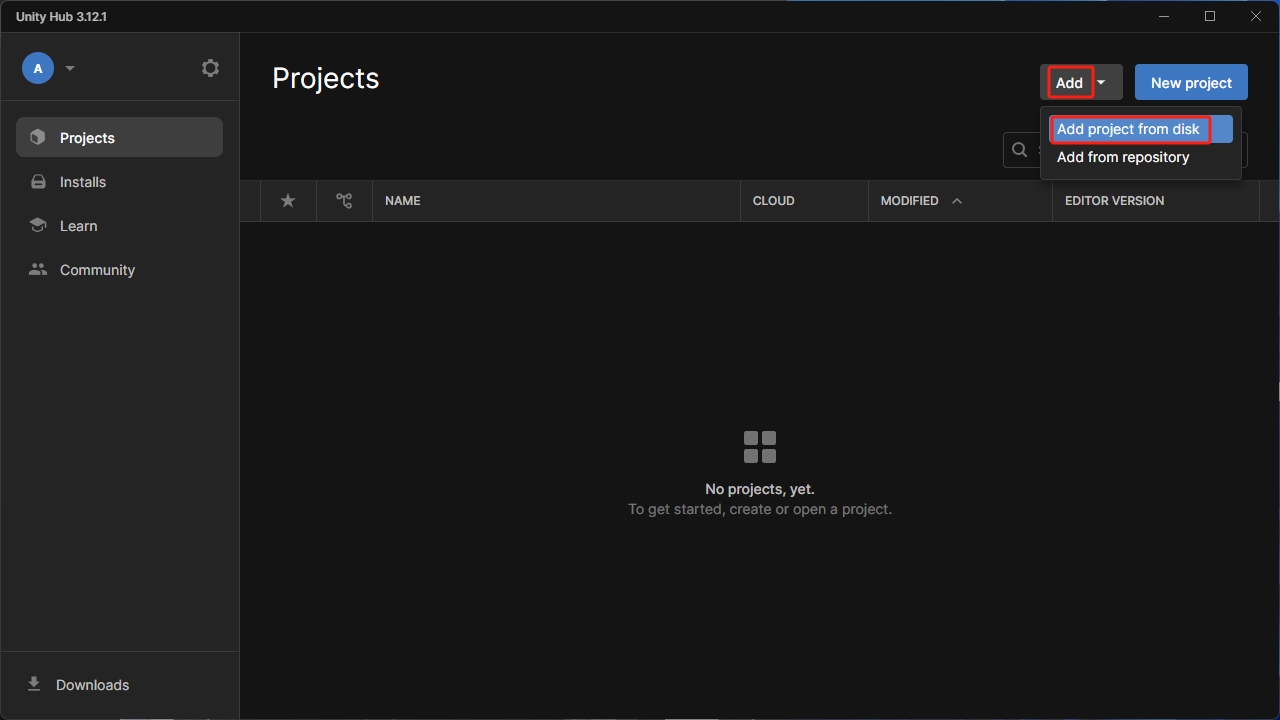 Unity Hub 3.12.1
A
Projects
Installs
Learn
Community
Downloads
Projects
Add
New project
Add project from disk
Add from repository
NAME
CLOUD
MODIFIED
EDITOR VERSION
No projects, yet.
To get started, create or open a project.